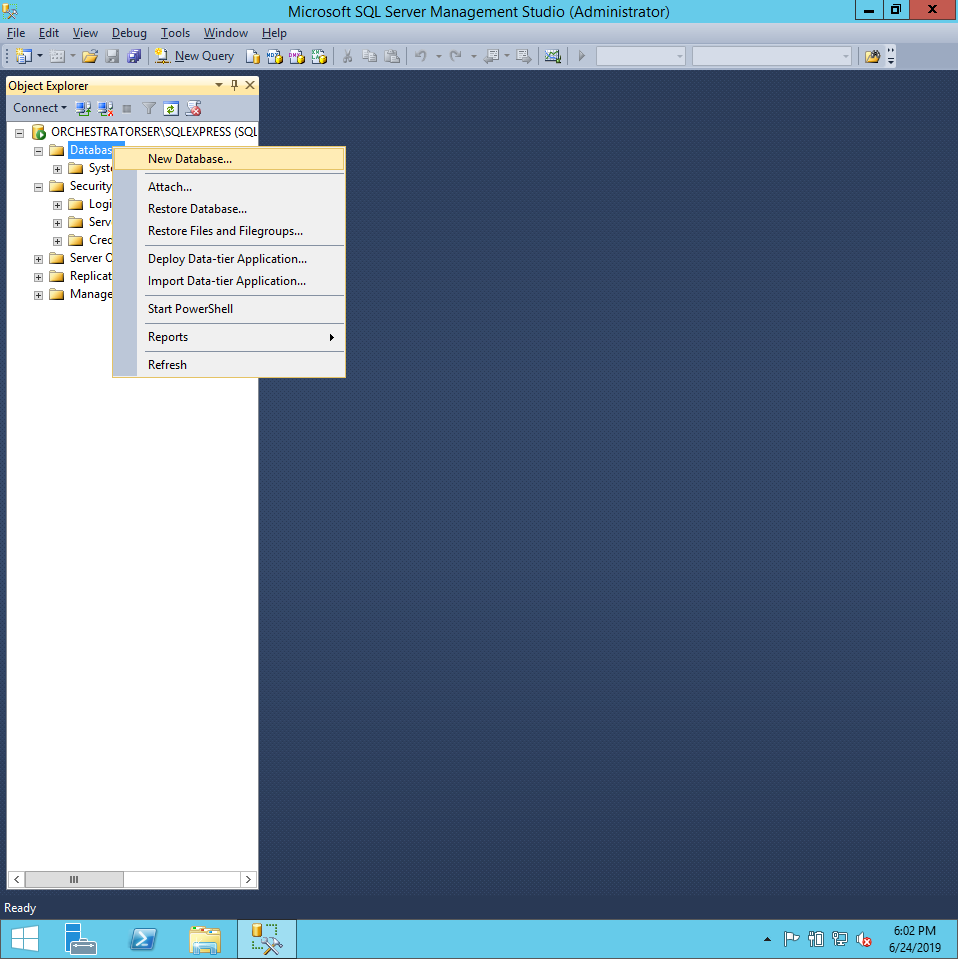 Microsoft SQL Server Management Studio (Administrator)
File Edit View Debug Tools Window Help
New Query
Object Explorer
Connect
ORCHESTRATORSER\SQLEXPRESS (SQL
Databas
Syste
Security
Logi
Serv
Cred
Server O
Replicat
Manage
New Database...
Attach...
Restore Database...
Restore Files and Filegroups...
Deploy Data-tier Application...
Import Data-tier Application...
Start PowerShell
Reports
Refresh
Ready
6:02 PM
6/24/2019